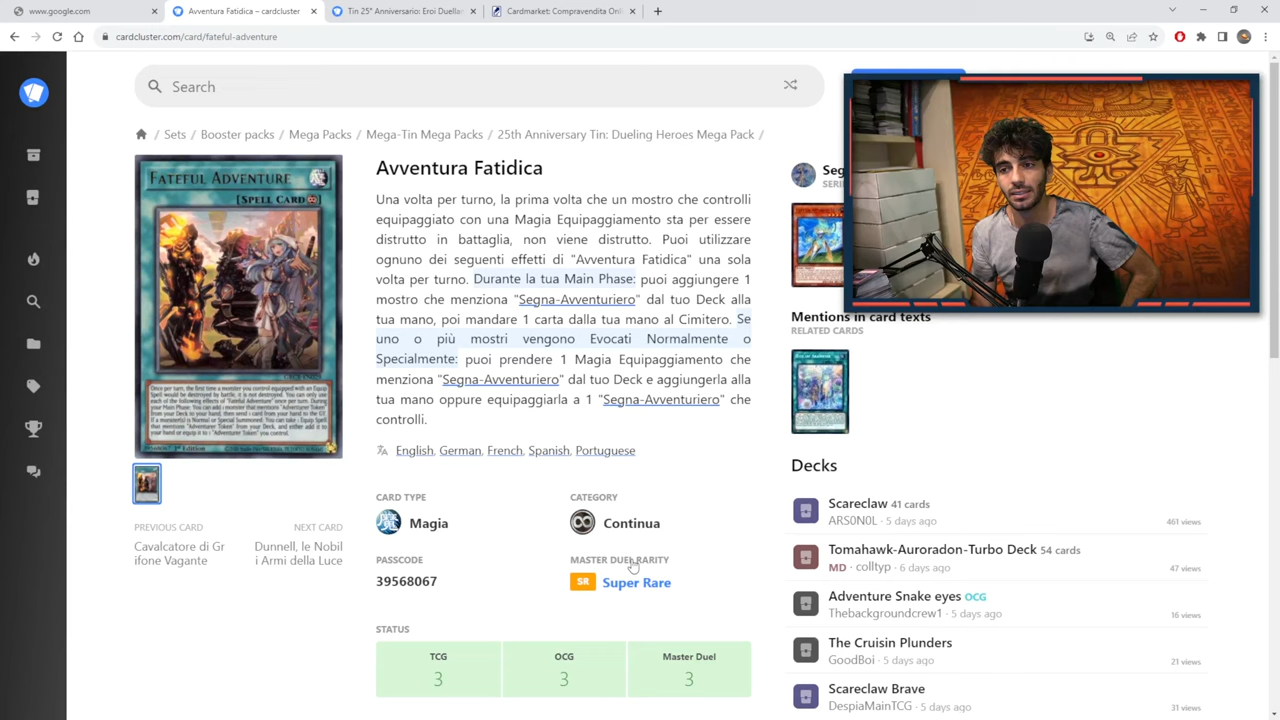 www.google.com
Avventura Fatidica – cardcluster
Tin 25° Anniversario: Eroi Duellan
Cardmarket: Compravendita Onl
cardcluster.com/card/fateful-adventure
Search
/ Sets / Booster packs / Mega Packs / Mega-Tin Mega Packs / 25th Anniversary Tin: Dueling Heroes Mega Pack /
FATEFUL ADVENTURE
[SPELL CARD]
Avventura Fatidica
Una volta per turno, la prima volta che un mostro che controlli
equipaggiato con una Magia Equipaggiamento sta per essere
distrutto in battaglia, non viene distrutto. Puoi utilizzare
ognuno dei seguenti effetti di "Avventura Fatidica" una sola
volta per turno. Durante la tua Main Phase: puoi aggiungere 1
mostro che menziona "Segna-Avventuriero" dal tuo Deck alla
tua mano, poi mandare 1 carta dalla tua mano al Cimitero. Se
uno o più mostri vengono Evocati Normalmente o
Specialmente: puoi prendere 1 Magia Equipaggiamento che
menziona "Segna-Avventuriero" dal tuo Deck e aggiungerla alla
tua mano oppure equipaggiarla a 1 "Segna-Avventuriero" che
controlli.
English, German, French, Spanish, Portuguese
CARD TYPE
Magia
CATEGORY
Continua
PASSCODE
39568067
MASTER DUEL RARITY
SR Super Rare
STATUS
TCG
3
OCG
3
Master Duel
3
PREVIOUS CARD
Cavalcatore di Gr
ifone Vagante
NEXT CARD
Dunnell, le Nobil
i Armi della Luce
Seg
SERI
Mentions in card texts
RELATED CARDS
Decks
Scareclaw 41 cards
ARS0N0L · 5 days ago
461 views
Tomahawk-Auroradon-Turbo Deck 54 cards
MD · colltyp · 6 days ago
47 views
Adventure Snake eyes OCG
Thebackgroundcrew1 · 5 days ago
16 views
The Cruisin Plunders
GoodBoi · 5 days ago
21 views
Scareclaw Brave
DespiaMainTCG · 5 days ago
31 views